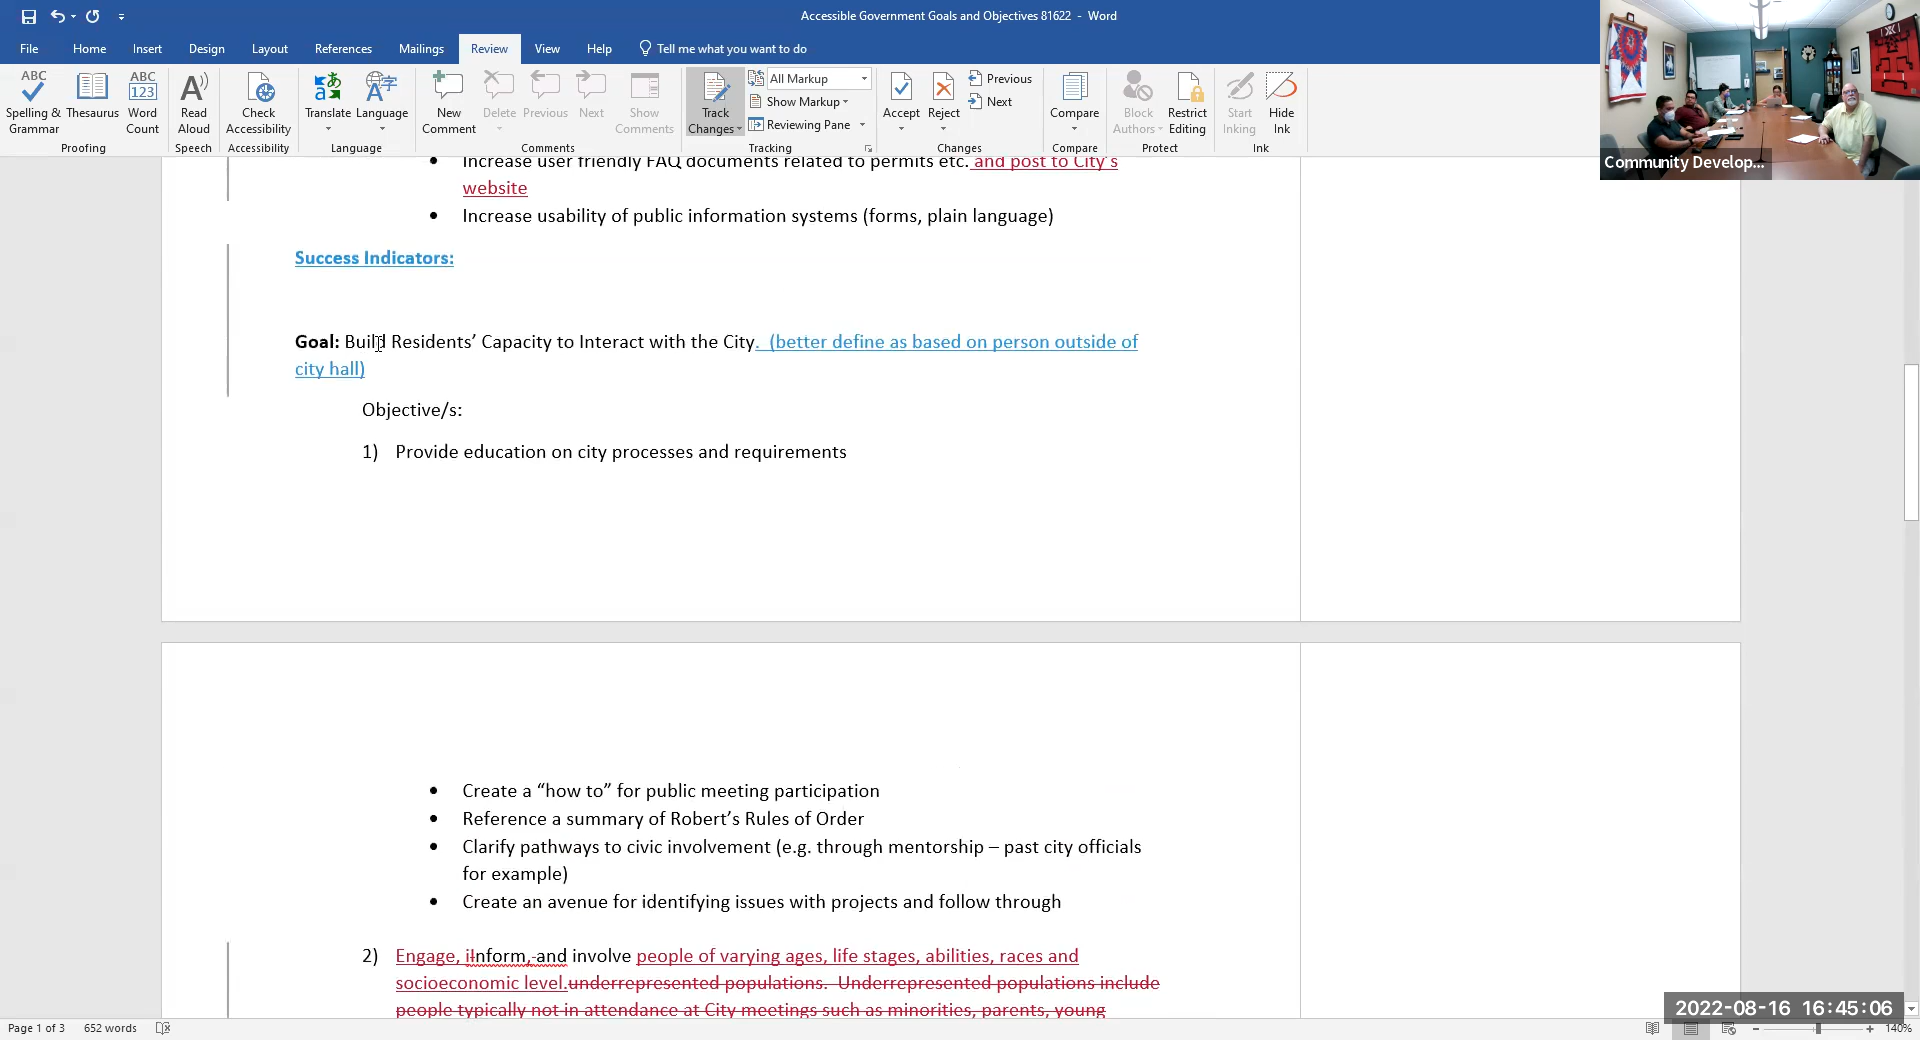 Accessible Government Goals and Objectives 81622 - Word
File Home Insert Design Layout References Mailings Review View Help Tell me what you want to do
ABC Spelling & Grammar
Thesaurus
ABC 123 Word Count
Proofing
A Read Aloud
Speech
Check Accessibility
Accessibility
Translate Language
Language
New Comment Delete Previous Next Show Comments
Comments
Track Changes
All Markup
Show Markup
Reviewing Pane
Tracking
Accept Reject
Previous
Next
Changes
Compare
Compare
Block Authors Restrict Editing
Protect
Start Inking Hide Ink
Ink
Community Develop...
• Increase user friendly FAQ documents related to permits etc. and post to City's
website
• Increase usability of public information systems (forms, plain language)
Success Indicators:
Goal: Build Residents’ Capacity to Interact with the City. (better define as based on person outside of
city hall)
Objective/s:
1) Provide education on city processes and requirements
• Create a “how to” for public meeting participation
• Reference a summary of Robert’s Rules of Order
• Clarify pathways to civic involvement (e.g. through mentorship – past city officials
for example)
• Create an avenue for identifying issues with projects and follow through
2) Engage, iInform, and involve people of varying ages, life stages, abilities, races and
socioeconomic level.underrepresented populations. Underrepresented populations include
people typically not in attendance at City meetings such as minorities, parents, young
2022-08-16 16:45:06
Page 1 of 3 652 words
140%